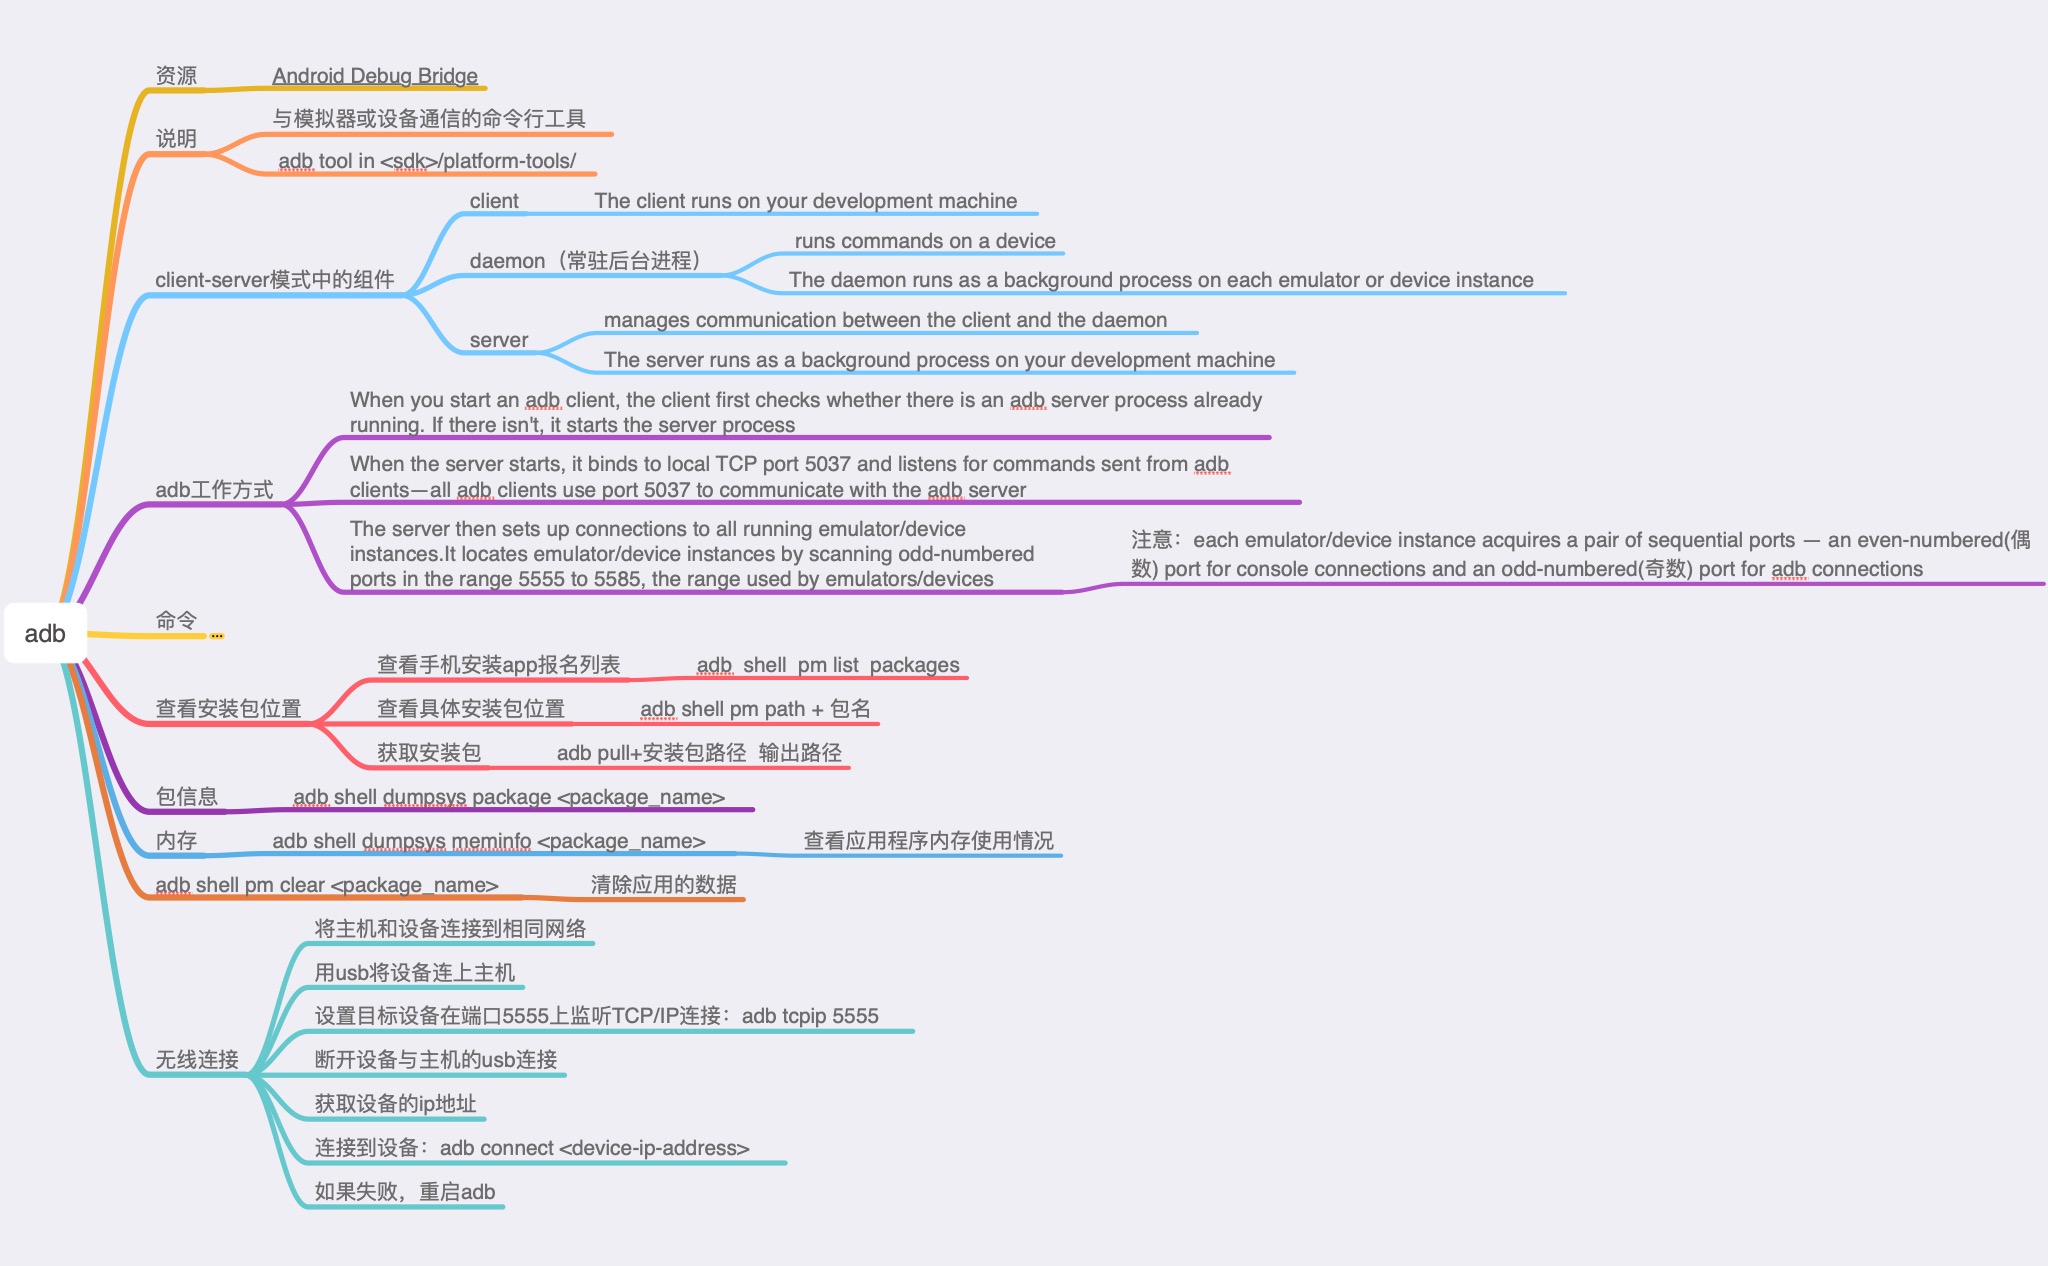 资源
Android Debug Bridge
说明
与模拟器或设备通信的命令行工具
adb tool in <sdk>/platform-tools/
client-server模式中的组件
client
The client runs on your development machine
daemon（常驻后台进程）
runs commands on a device
The daemon runs as a background process on each emulator or device instance
server
manages communication between the client and the daemon
The server runs as a background process on your development machine
adb工作方式
When you start an adb client, the client first checks whether there is an adb server process already
running. If there isn't, it starts the server process
When the server starts, it binds to local TCP port 5037 and listens for commands sent from adb
clients—all adb clients use port 5037 to communicate with the adb server
The server then sets up connections to all running emulator/device
instances.It locates emulator/device instances by scanning odd-numbered
ports in the range 5555 to 5585, the range used by emulators/devices
注意：each emulator/device instance acquires a pair of sequential ports — an even-numbered(偶
数) port for console connections and an odd-numbered(奇数) port for adb connections
adb
命令
查看安装包位置
查看手机安装app报名列表
adb  shell  pm list  packages
查看具体安装包位置
adb shell pm path + 包名
获取安装包
adb pull+安装包路径  输出路径
包信息
adb shell dumpsys package <package_name>
内存
adb shell dumpsys meminfo <package_name>
查看应用程序内存使用情况
adb shell pm clear <package_name>
清除应用的数据
无线连接
将主机和设备连接到相同网络
用usb将设备连上主机
设置目标设备在端口5555上监听TCP/IP连接：adb tcpip 5555
断开设备与主机的usb连接
获取设备的ip地址
连接到设备：adb connect <device-ip-address>
如果失败，重启adb